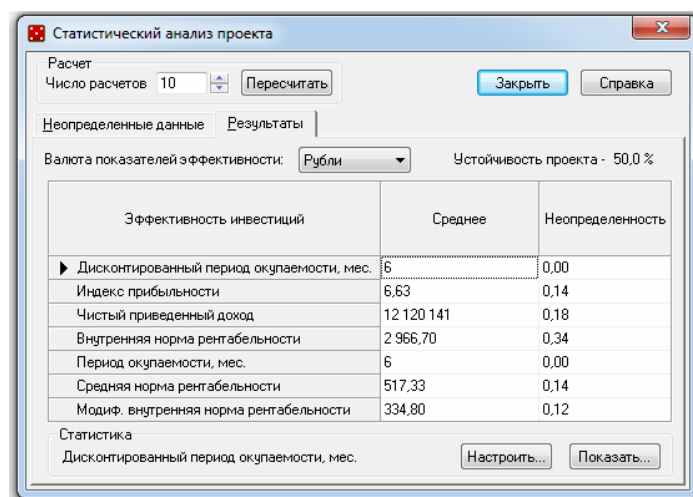 Статистический анализ проекта
Расчет
Число расчетов 10 Пересчитать Закрыть Справка
Неопределенные данные Результаты
Валюта показателей эффективности: Рубли Устойчивость проекта - 50,0 %
Эффективность инвестиций Среднее Неопределенность
Дисконтированный период окупаемости, мес. 6 0,00
Индекс прибыльности 6,63 0,14
Чистый приведенный доход 12 120 141 0,18
Внутренняя норма рентабельности 2 966,70 0,34
Период окупаемости, мес. 6 0,00
Средняя норма рентабельности 517,33 0,14
Модиф. внутренняя норма рентабельности 334,80 0,12
Статистика
Дисконтированный период окупаемости, мес. Настроить... Показать...